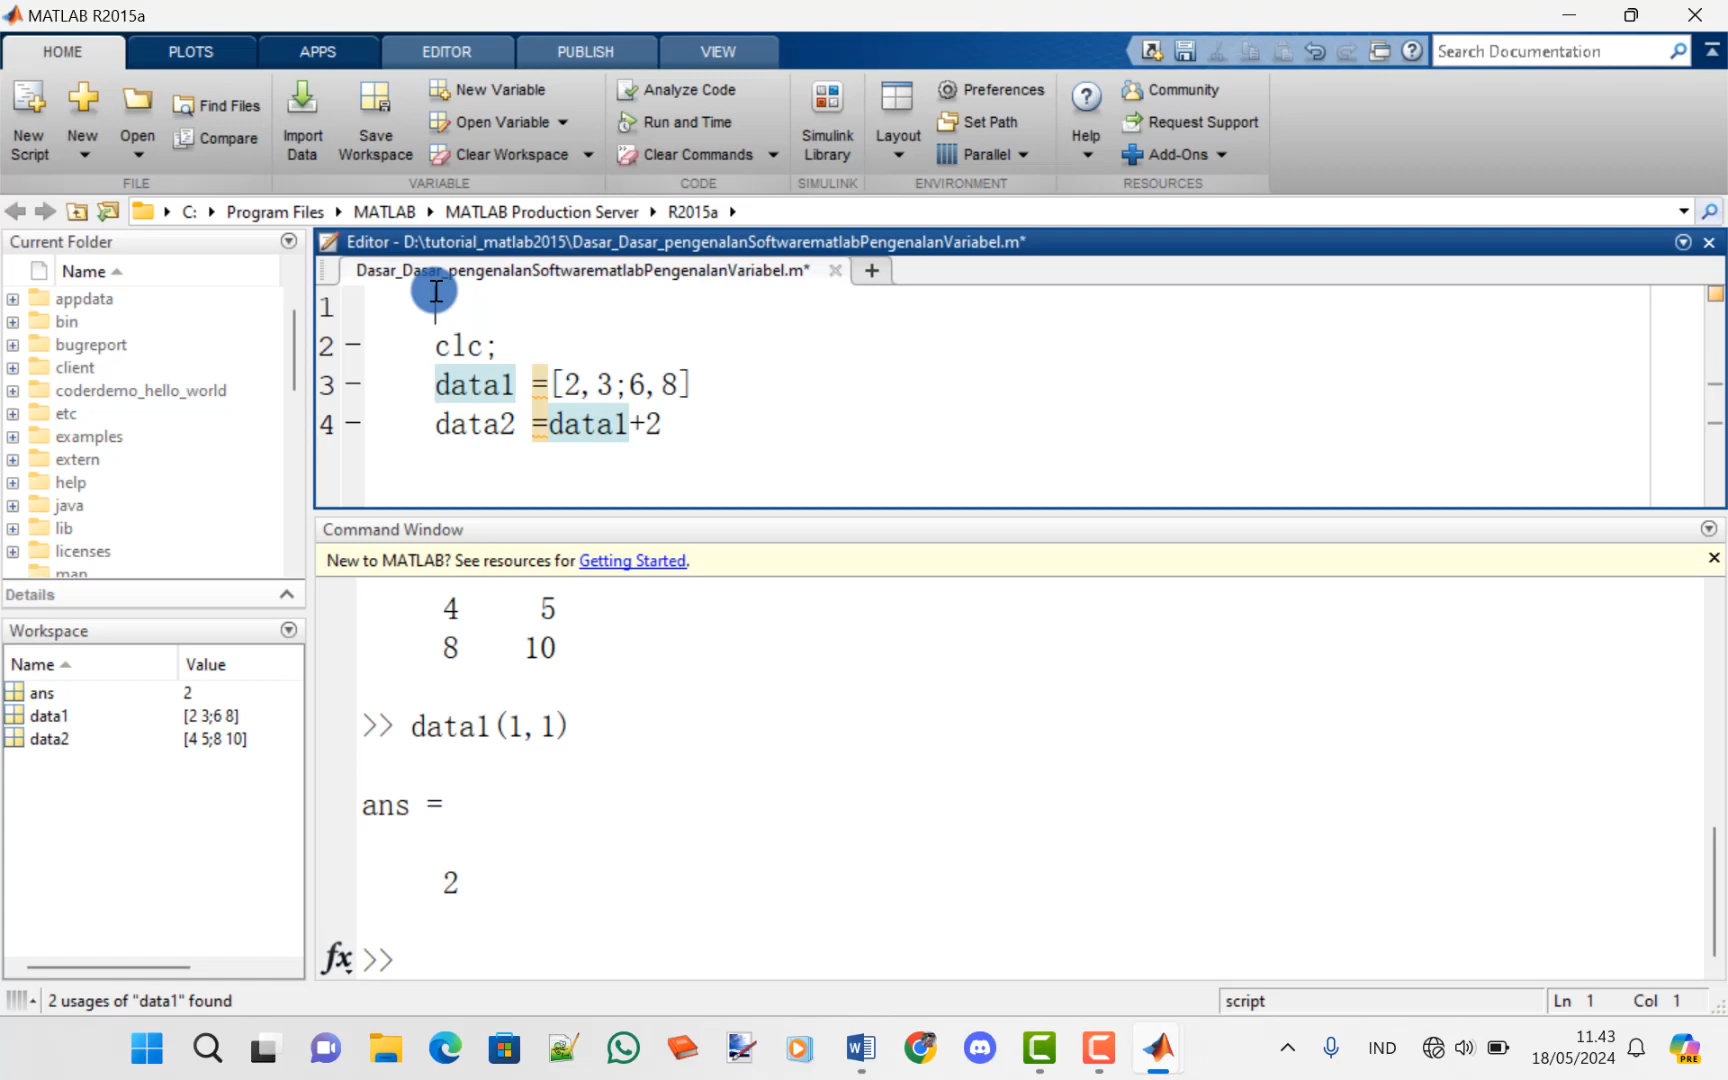 MATLAB R2015a
HOME PLOTS APPS EDITOR PUBLISH VIEW
Search Documentation
New Script
New
Open
Find Files
Compare
Import Data
Save Workspace
New Variable
Open Variable
Clear Workspace
Analyze Code
Run and Time
Clear Commands
Simulink Library
Layout
Preferences
Set Path
Parallel
Help
Community
Request Support
Add-Ons
FILE VARIABLE CODE SIMULINK ENVIRONMENT RESOURCES
C: Program Files MATLAB MATLAB Production Server R2015a
Current Folder
Name
appdata
bin
bugreport
client
coderdemo_hello_world
etc
examples
extern
help
java
lib
licenses
man
Details
Workspace
Name Value
ans 2
data1 [2 3;6 8]
data2 [4 5;8 10]
Editor - D:\tutorial_matlab2015\Dasar_Dasar_pengenalanSoftwarematlabPengenalanVariabel.m*
Dasar_Dasar_pengenalanSoftwarematlabPengenalanVariabel.m*
1
2 - clc;
3 - data1 =[2,3;6,8]
4 - data2 =data1+2
Command Window
New to MATLAB? See resources for Getting Started.
4 5
8 10
>> data1(1,1)
ans =
2
fx >>
2 usages of "data1" found
script
Ln 1 Col 1
IND
11.43
18/05/2024
PRE